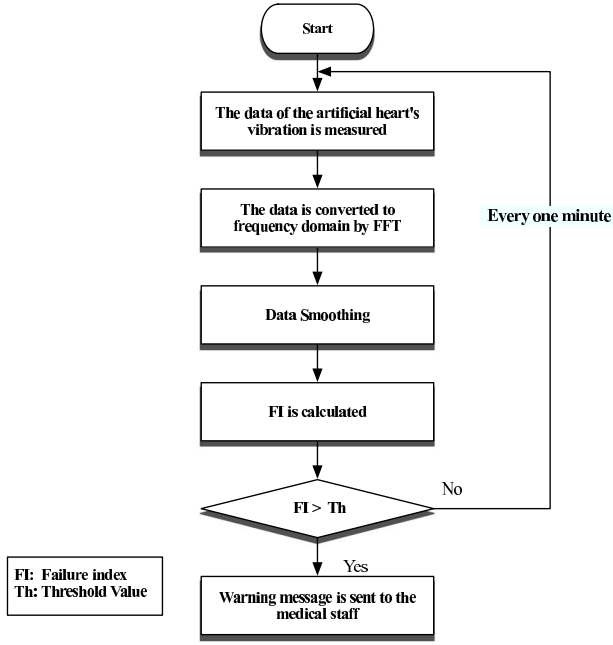 Start
The data of the artificial heart's
vibration is measured
The data is converted to
frequency domain by FFT
Every one minute
Data Smoothing
FI is calculated
FI > Th
No
Yes
FI: Failure index
Th: Threshold Value
Warning message is sent to the
medical staff